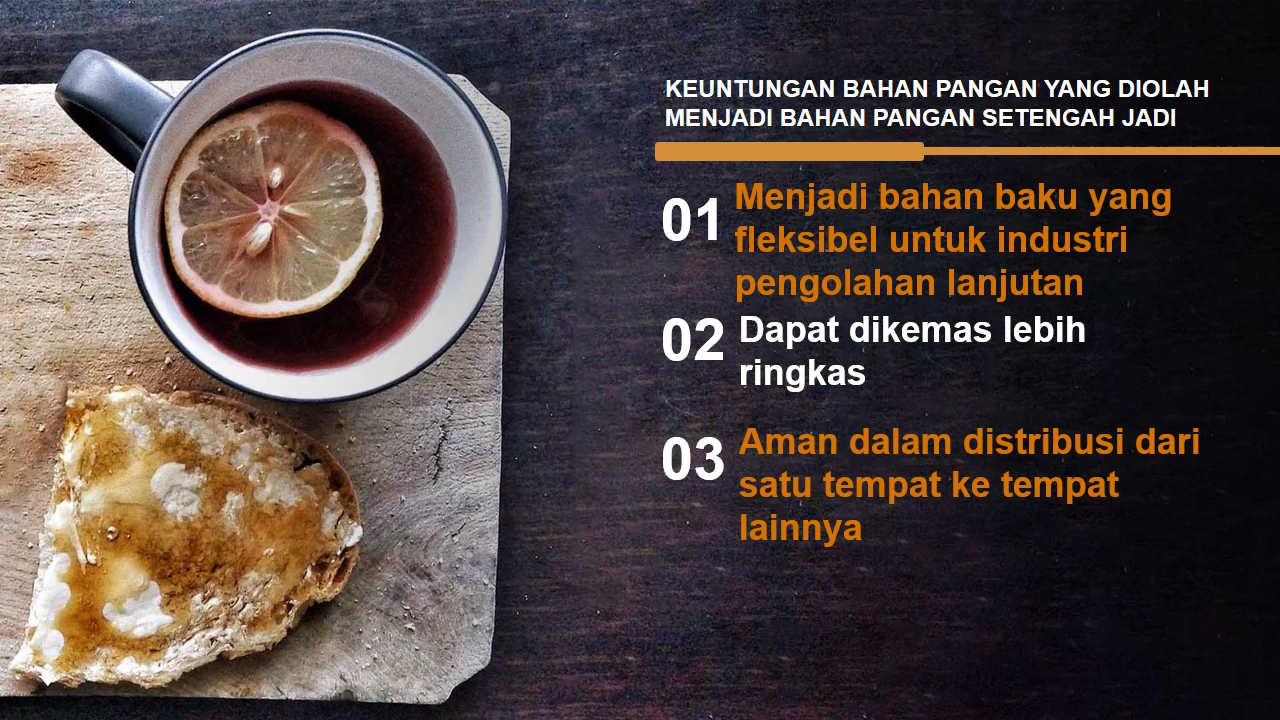 KEUNTUNGAN BAHAN PANGAN YANG DIOLAH
MENJADI BAHAN PANGAN SETENGAH JADI
01
Menjadi bahan baku yang
fleksibel untuk industri
pengolahan lanjutan
02
Dapat dikemas lebih
ringkas
03
Aman dalam distribusi dari
satu tempat ke tempat
lainnya